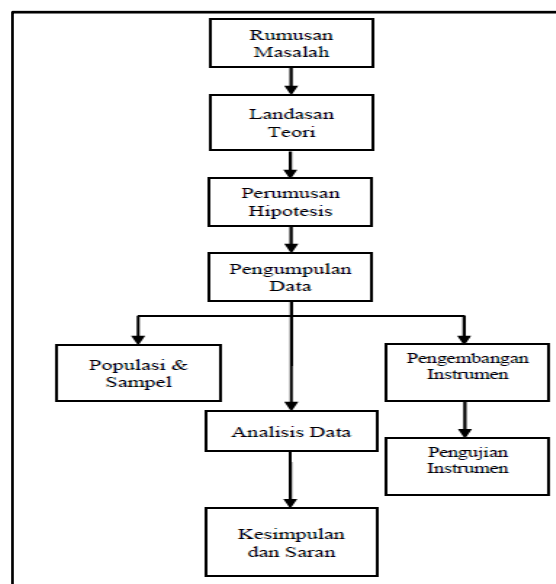 Rumusan
Masalah
Landasan
Teori
Perumusan
Hipotesis
Pengumpulan
Data
Populasi &
Sampel
Pengembangan
Instrumen
Analisis Data
Pengujian
Instrumen
Kesimpulan
dan Saran